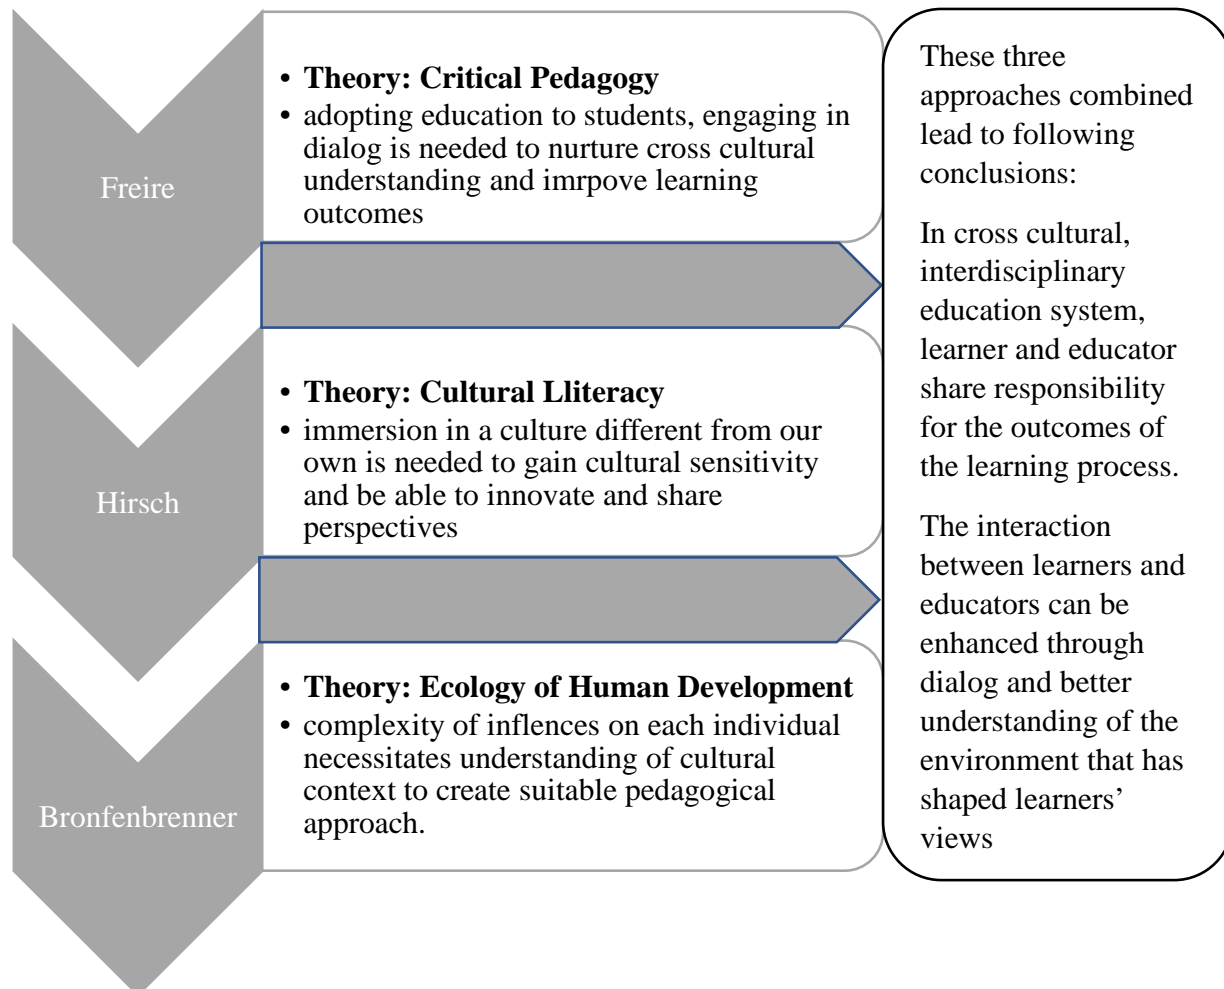 Freire
• Theory: Critical Pedagogy
• adopting education to students, engaging in
dialog is needed to nurture cross cultural
understanding and imrpove learning
outcomes
Hirsch
• Theory: Cultural Lliteracy
• immersion in a culture different from our
own is needed to gain cultural sensitivity
and be able to innovate and share
perspectives
Bronfenbrenner
• Theory: Ecology of Human Development
• complexity of inflences on each individual
necessitates understanding of cultural
context to create suitable pedagogical
approach.
These three
approaches combined
lead to following
conclusions:
In cross cultural,
interdisciplinary
education system,
learner and educator
share responsibility
for the outcomes of
the learning process.
The interaction
between learners and
educators can be
enhanced through
dialog and better
understanding of the
environment that has
shaped learners’
views